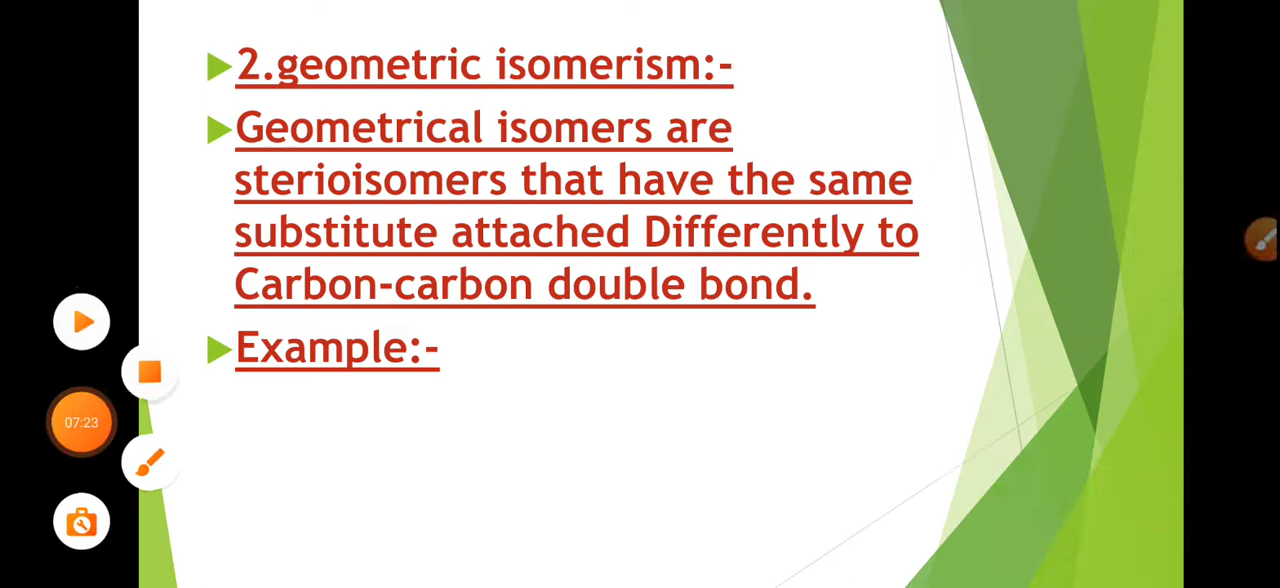 2.geometric isomerism:-
Geometrical isomers are
sterioisomers that have the same
substitute attached Differently to
Carbon-carbon double bond.
Example:-
07:23